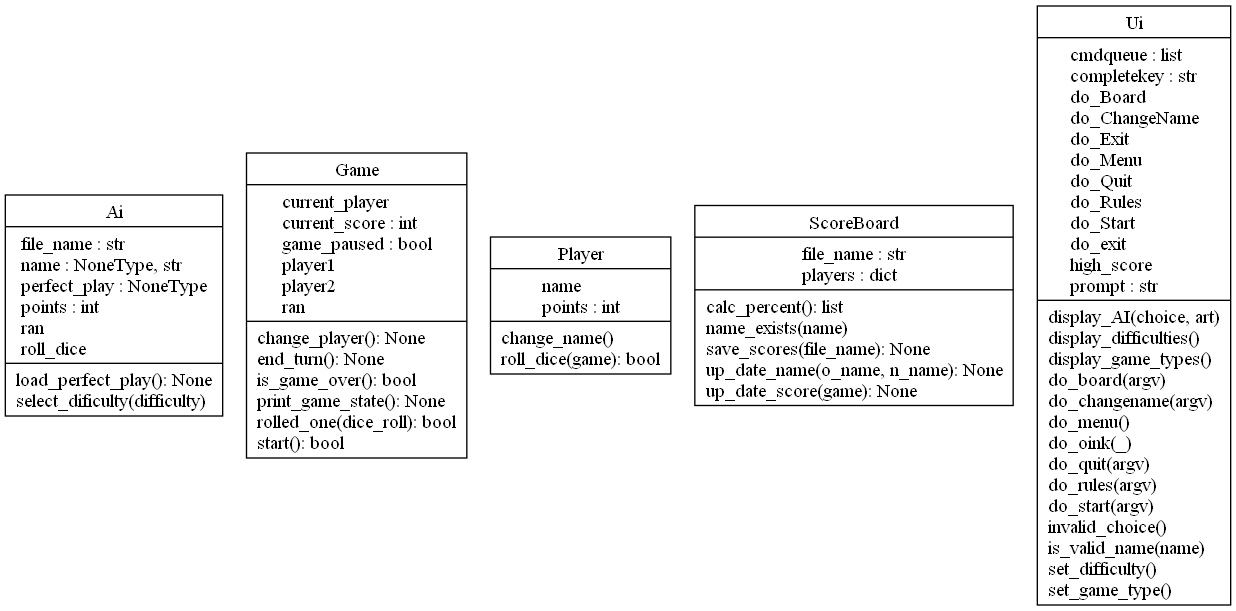 Ai
file_name : str
name : NoneType, str
perfect_play : NoneType
points : int
ran
roll_dice
load_perfect_play(): None
select_dificulty(difficulty)
Game
current_player
current_score : int
game_paused : bool
player1
player2
ran
change_player(): None
end_turn(): None
is_game_over(): bool
print_game_state(): None
rolled_one(dice_roll): bool
start(): bool
Player
name
points : int
change_name()
roll_dice(game): bool
ScoreBoard
file_name : str
players : dict
calc_percent(): list
name_exists(name)
save_scores(file_name): None
up_date_name(o_name, n_name): None
up_date_score(game): None
Ui
cmdqueue : list
completekey : str
do_Board
do_ChangeName
do_Exit
do_Menu
do_Quit
do_Rules
do_Start
do_exit
high_score
prompt : str
display_AI(choice, art)
display_difficulties()
display_game_types()
do_board(argv)
do_changename(argv)
do_menu()
do_oink(_)
do_quit(argv)
do_rules(argv)
do_start(argv)
invalid_choice()
is_valid_name(name)
set_difficulty()
set_game_type()